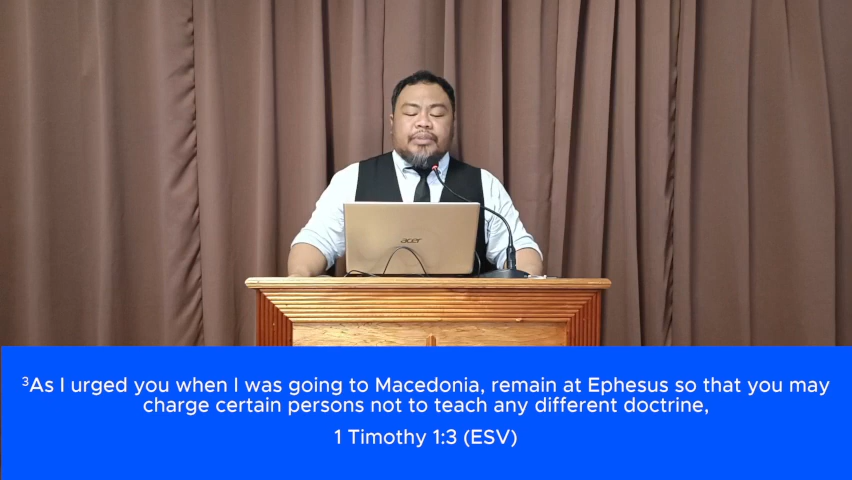 acer
³As I urged you when I was going to Macedonia, remain at Ephesus so that you may
charge certain persons not to teach any different doctrine,
1 Timothy 1:3 (ESV)